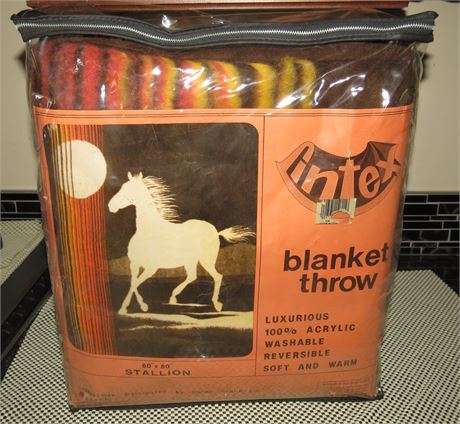 intex
blanket
throw
LUXURIOUS
100% ACRYLIC
WASHABLE
REVERSIBLE
SOFT AND WARM
60" x 80"
STALLION